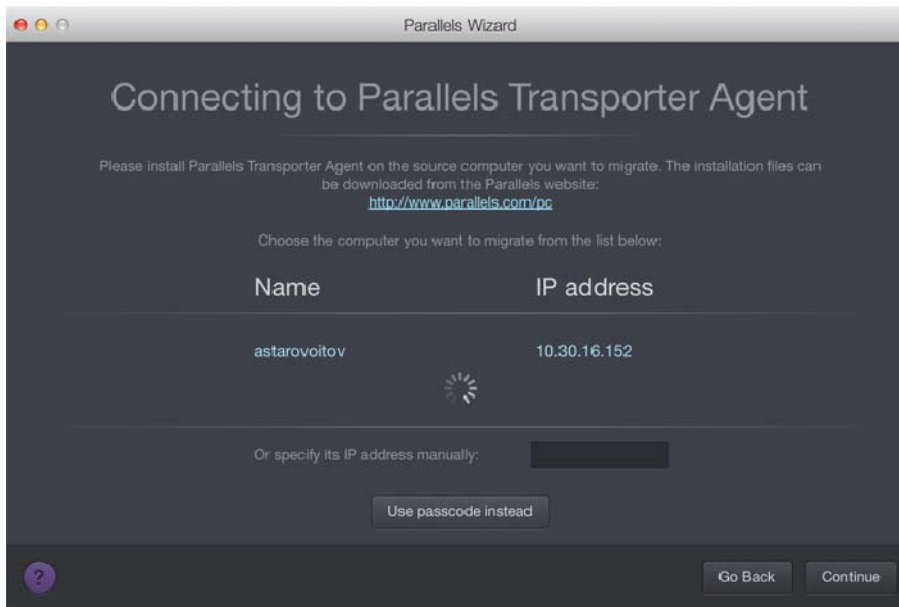 Parallels Wizard
Connecting to Parallels Transporter Agent
Please install Parallels Transporter Agent on the source computer you want to migrate. The installation files can
be downloaded from the Parallels website:
http://www.parallels.com/pc
Choose the computer you want to migrate from the list below:
Name IP address
astarovoitov 10.30.16.152
Or specify its IP address manually:
Use passcode instead
? Go Back Continue